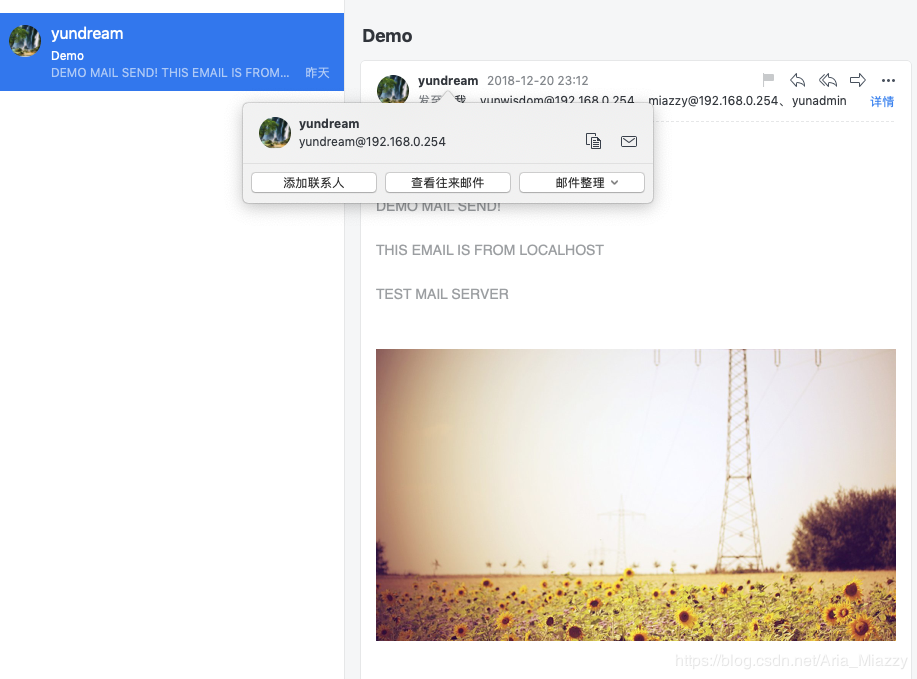 yundream
Demo
DEMO MAIL SEND! THIS EMAIL IS FROM... 昨天
Demo
yundream 2018-12-20 23:12
发至 我、yunwisdom@192.168.0.254、miazzy@192.168.0.254、yunadmin 详情
yundream
yundream@192.168.0.254
添加联系人 查看往来邮件 邮件整理
DEMO MAIL SEND!
THIS EMAIL IS FROM LOCALHOST
TEST MAIL SERVER
https://blog.csdn.net/Aria_Miazzy